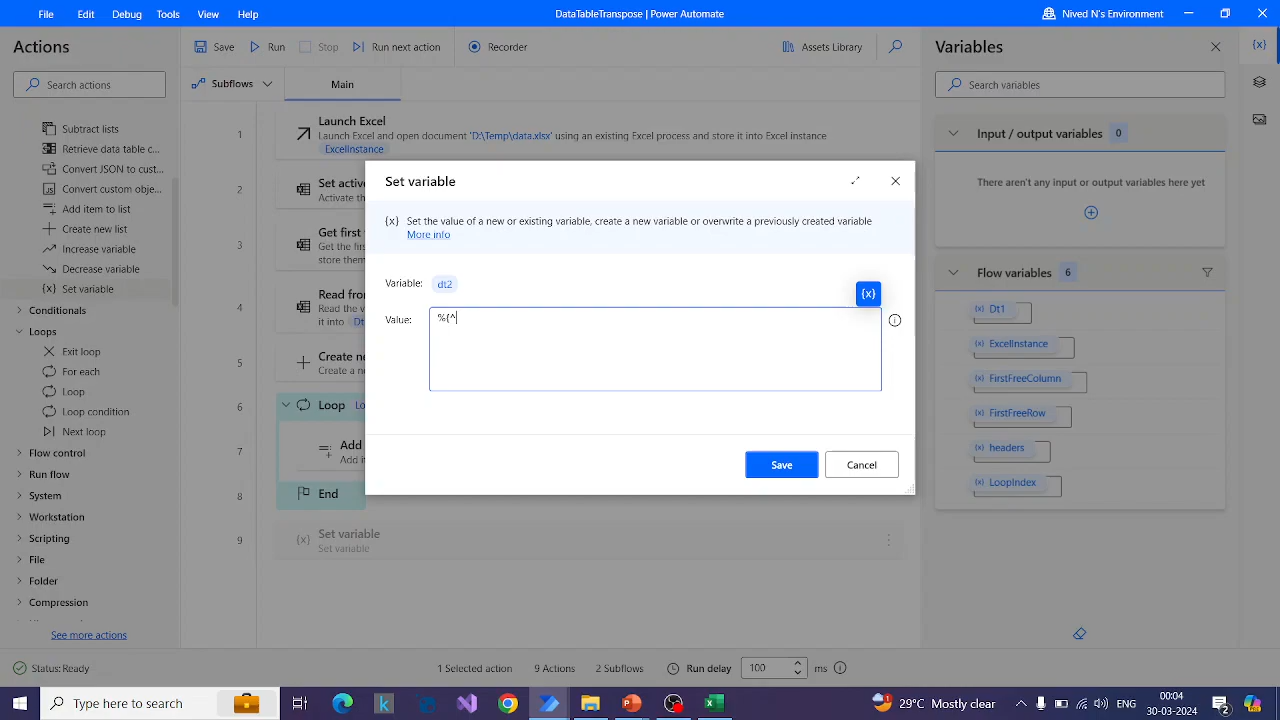 File Edit Debug Tools View Help
DataTableTranspose | Power Automate
Nived N's Environment
Actions
Search actions
Subtract lists
Retrieve data table c...
Convert JSON to cust...
Convert custom obje...
Add item to list
Create new list
Increase variable
Decrease variable
{x} Set variable
Conditionals
Loops
Exit loop
For each
Loop
Loop condition
Next loop
Flow control
Run flow
System
Workstation
Scripting
File
Folder
Compression
See more actions
Save Run Stop Run next action Recorder Assets Library
Subflows Main
1 Launch Excel
Launch Excel and open document 'D:\Temp\data.xlsx' using an existing Excel process and store it into Excel instance
ExcelInstance
2 Set activ
Activate th
3 Get first
Get the firs
store them
4 Read from
Read the v
it into Dt
5 Create ne
Create a ne
6 Loop Lo
7 Add
Add in
8 End
9 {x} Set variable
Set variable
Set variable
{x} Set the value of a new or existing variable, create a new variable or overwrite a previously created variable
More info
Variable: dt2
{x}
Value: %{^
Save Cancel
Variables
{x}
Search variables
Input / output variables 0
There aren't any input or output variables here yet
Flow variables 6
{x} Dt1
{x} ExcelInstance
{x} FirstFreeColumn
{x} FirstFreeRow
{x} headers
{x} LoopIndex
Status: Ready 1 Selected action 9 Actions 2 Subflows Run delay 100 ms
Type here to search
29°C Mostly clear ENG 00:04
30-03-2024